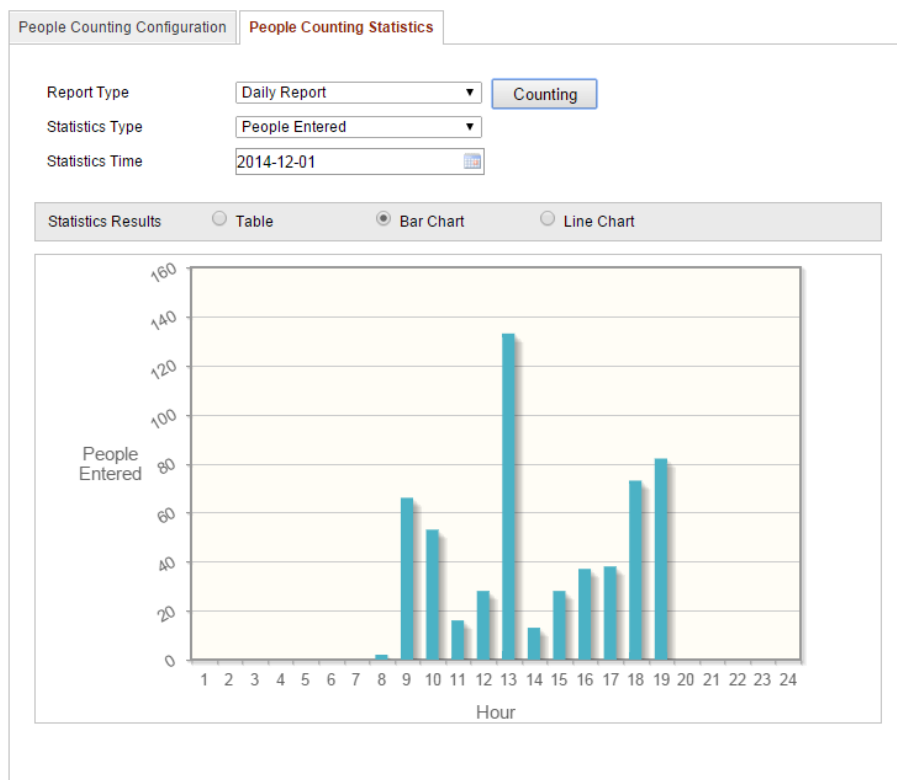 People Counting Configuration People Counting Statistics
Report Type Daily Report Counting
Statistics Type People Entered
Statistics Time 2014-12-01
Statistics Results Table Bar Chart Line Chart
160
140
120
100
80
60
40
20
0
People
Entered
1 2 3 4 5 6 7 8 9 10 11 12 13 14 15 16 17 18 19 20 21 22 23 24
Hour